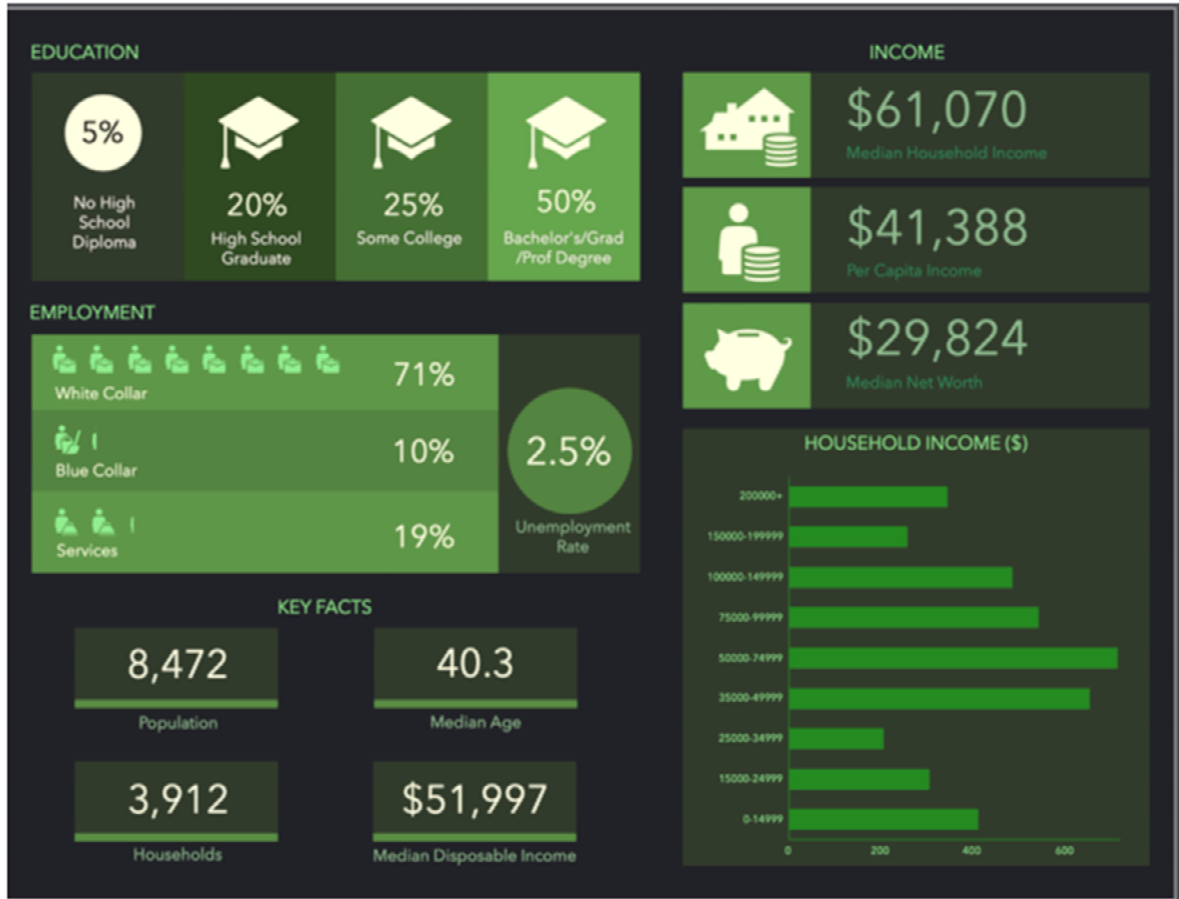 EDUCATION
5%
No High
School
Diploma
20%
High School
Graduate
25%
Some College
50%
Bachelor's/Grad
/Prof Degree
EMPLOYMENT
White Collar
71%
Blue Collar
10%
Services
19%
2.5%
Unemployment
Rate
KEY FACTS
8,472
Population
40.3
Median Age
3,912
Households
$51,997
Median Disposable Income
INCOME
$61,070
Median Household Income
$41,388
Per Capita Income
$29,824
Median Net Worth
HOUSEHOLD INCOME ($)
200000+
150000-199999
100000-149999
75000-99999
50000-74999
35000-49999
25000-34999
15000-24999
0-14999
0 200 400 600